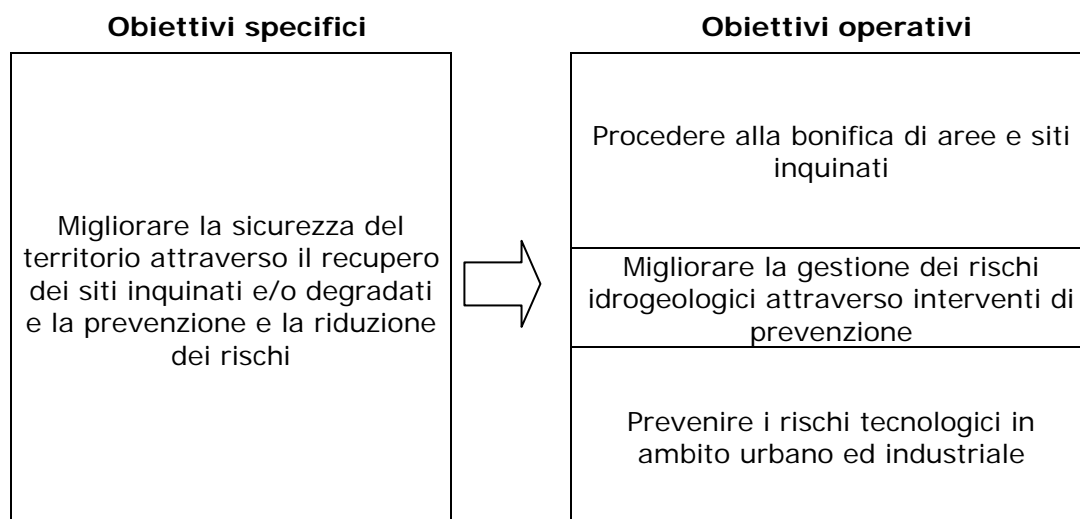 Obiettivi specifici
Obiettivi operativi
Migliorare la sicurezza del
territorio attraverso il recupero
dei siti inquinati e/o degradati
e la prevenzione e la riduzione
dei rischi
Procedere alla bonifica di aree e siti
inquinati
Migliorare la gestione dei rischi
idrogeologici attraverso interventi di
prevenzione
Prevenire i rischi tecnologici in
ambito urbano ed industriale